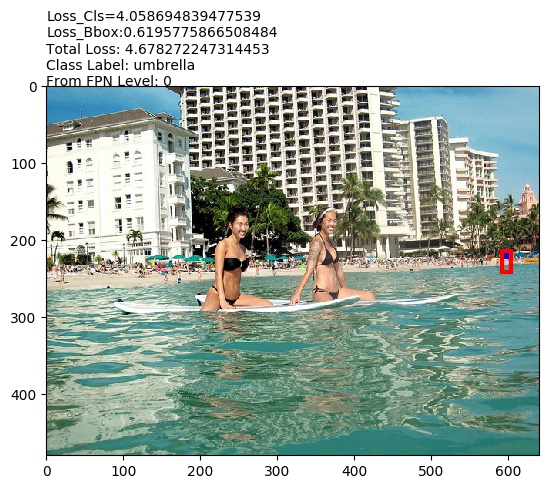 Loss_Cls=4.058694839477539
Loss_Bbox:0.6195775866508484
Total Loss: 4.678272247314453
Class Label: umbrella
From FPN Level: 0
0
100
200
300
400
0 100 200 300 400 500 600